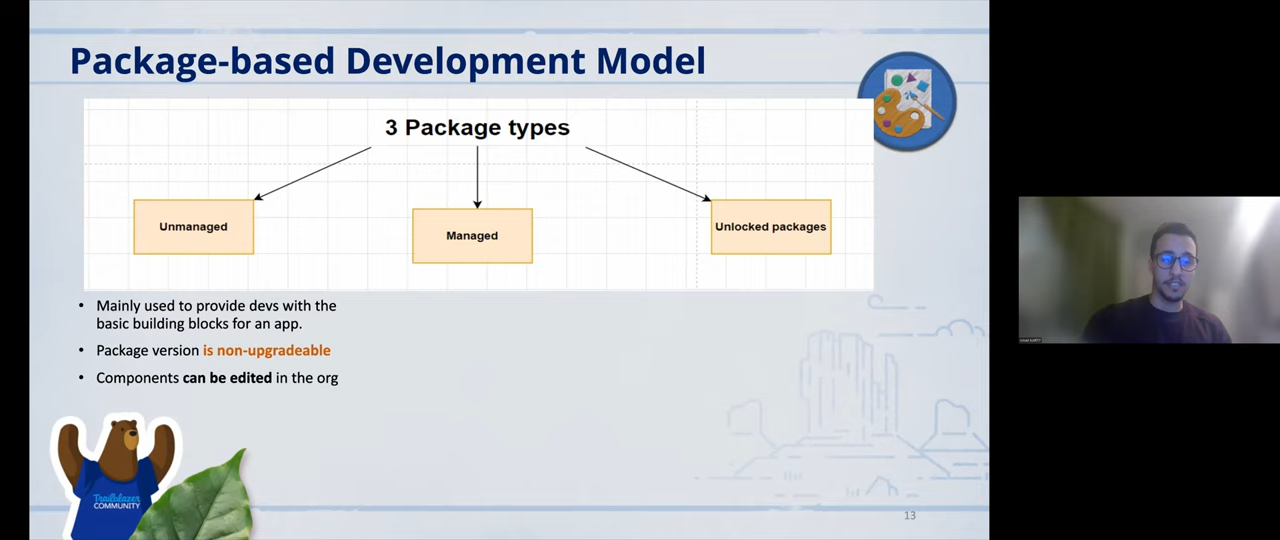 Package-based Development Model
3 Package types
Unmanaged
Managed
Unlocked packages
• Mainly used to provide devs with the
basic building blocks for an app.
• Package version is non-upgradeable
• Components can be edited in the org
Trailblazer
COMMUNITY
13